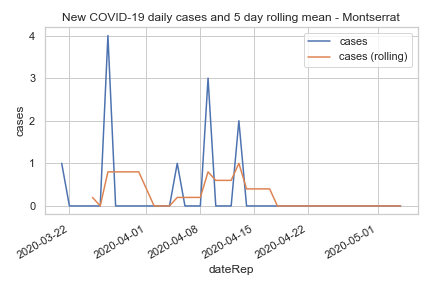 New COVID-19 daily cases and 5 day rolling mean - Montserrat
cases
cases (rolling)
4
3
2
1
0
cases
2020-03-22
2020-04-01
2020-04-08
2020-04-15
2020-04-22
2020-05-01
dateRep